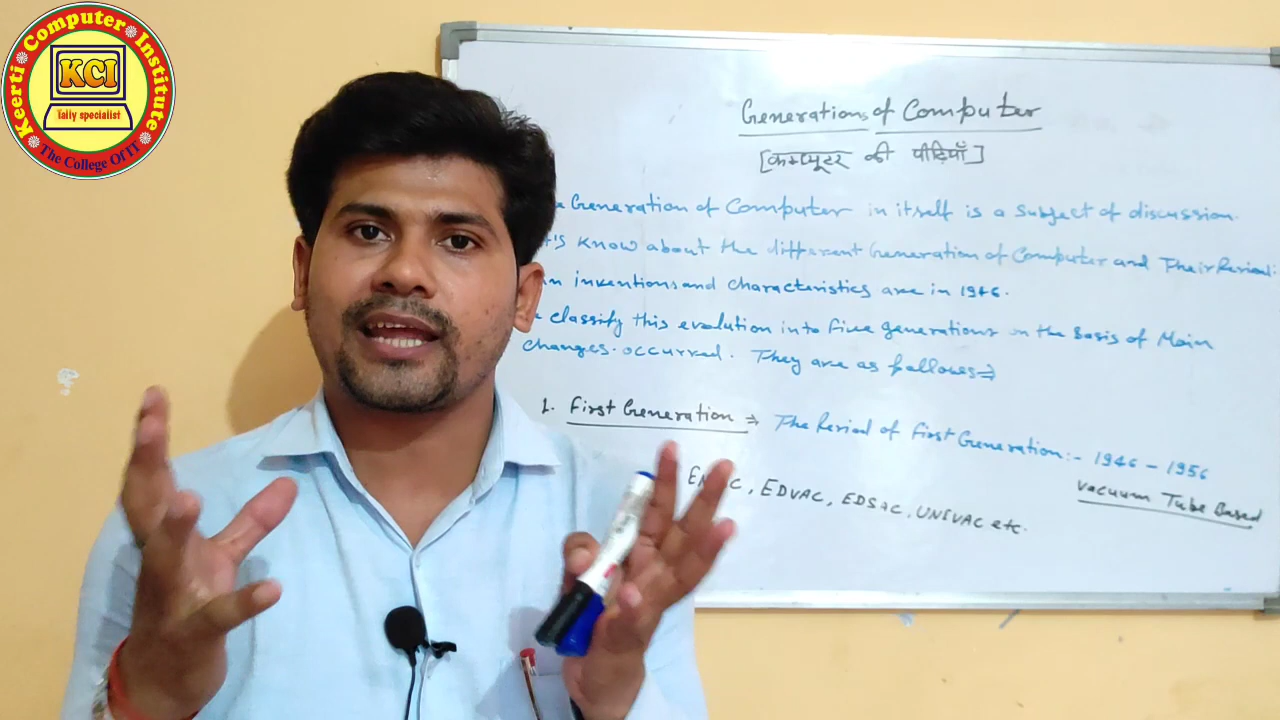 Keerti Computer Institute
KCI
Tally specialist
The College Of IT
Generations of Computer
[कम्प्यूटर की पीढ़ियाँ]
Generation of Computer in itself is a subject of discussion.
know about the different Generation of Computer and Their Period:
inventions and characteristics are in 1946.
classify this evolution into five generations on the basis of Main
changes occurred. They are as follows⇒
1. First Generation ⇒ The Period of First Generation:- 1946 - 1956
Vacuum Tube Based
EDVAC, EDSAC, UNIVAC etc.